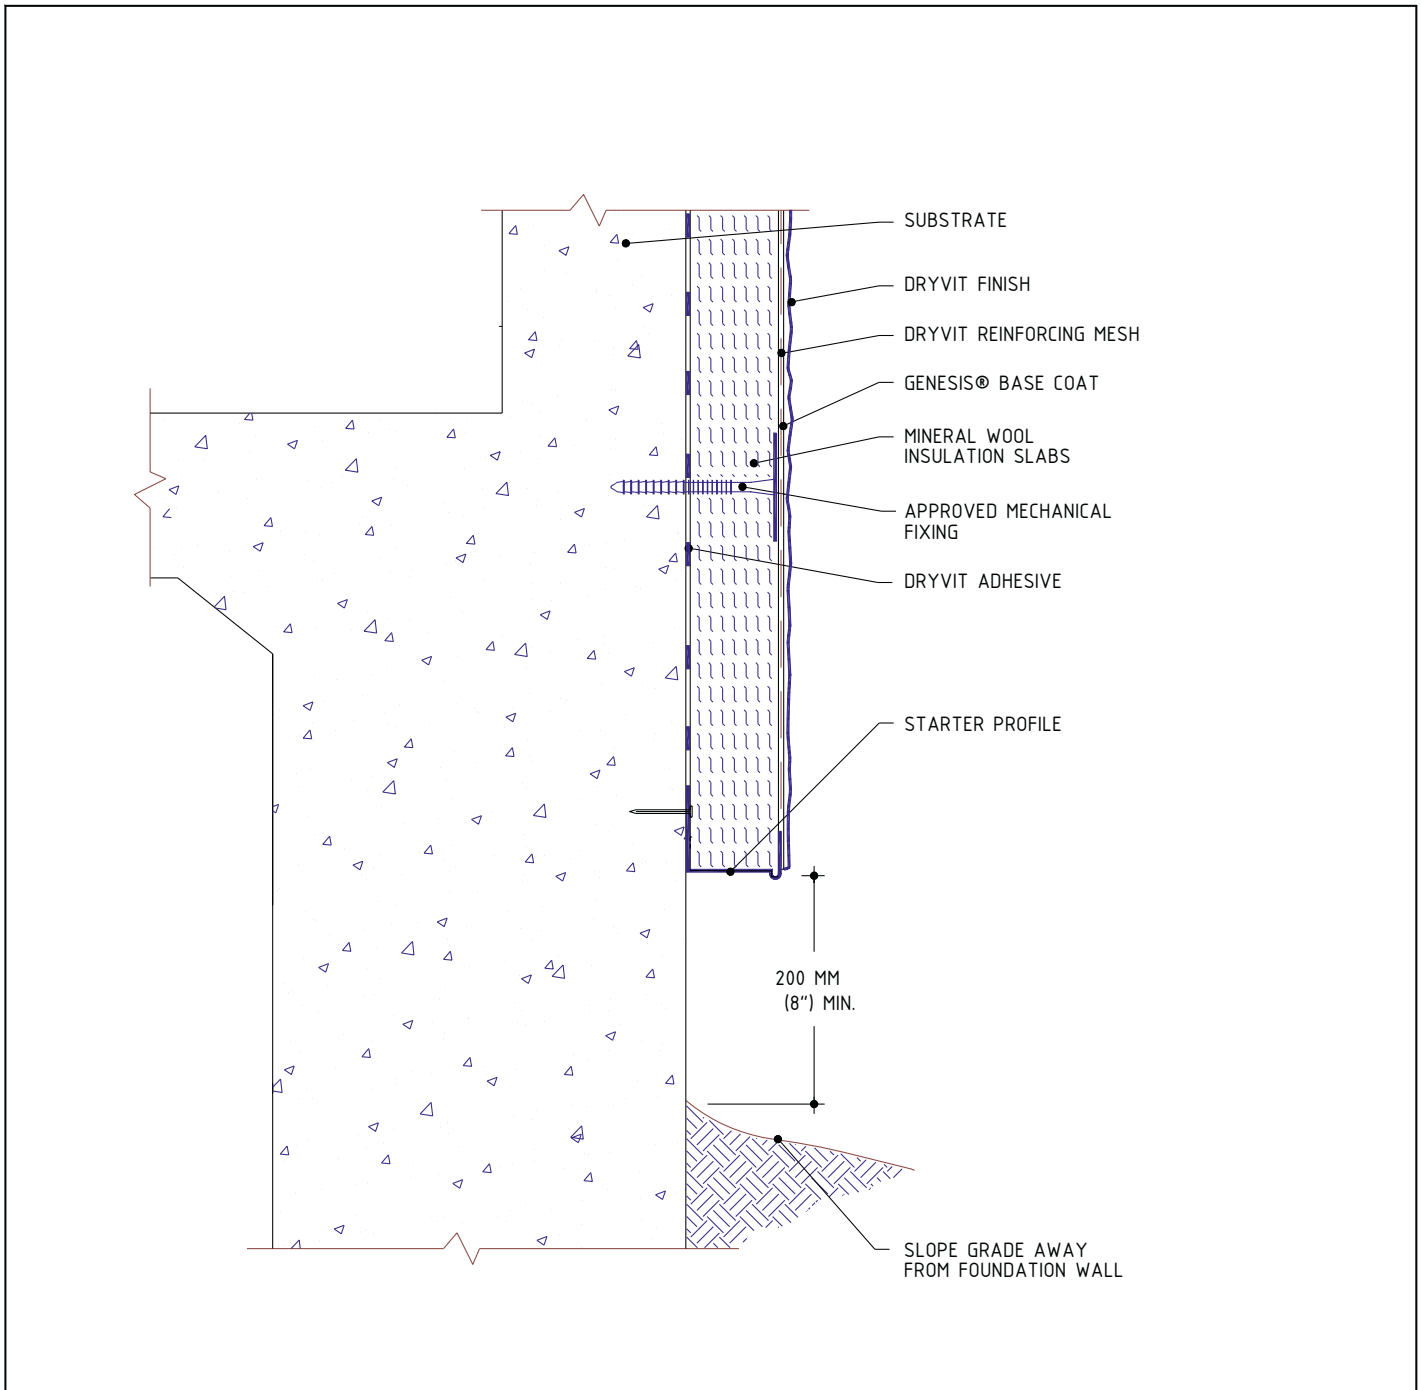 SUBSTRATE
DRYVIT FINISH
DRYVIT REINFORCING MESH
GENESIS® BASE COAT
MINERAL WOOL
INSULATION SLABS
APPROVED MECHANICAL
FIXING
DRYVIT ADHESIVE
STARTER PROFILE
200 MM
(8") MIN.
SLOPE GRADE AWAY
FROM FOUNDATION WALL